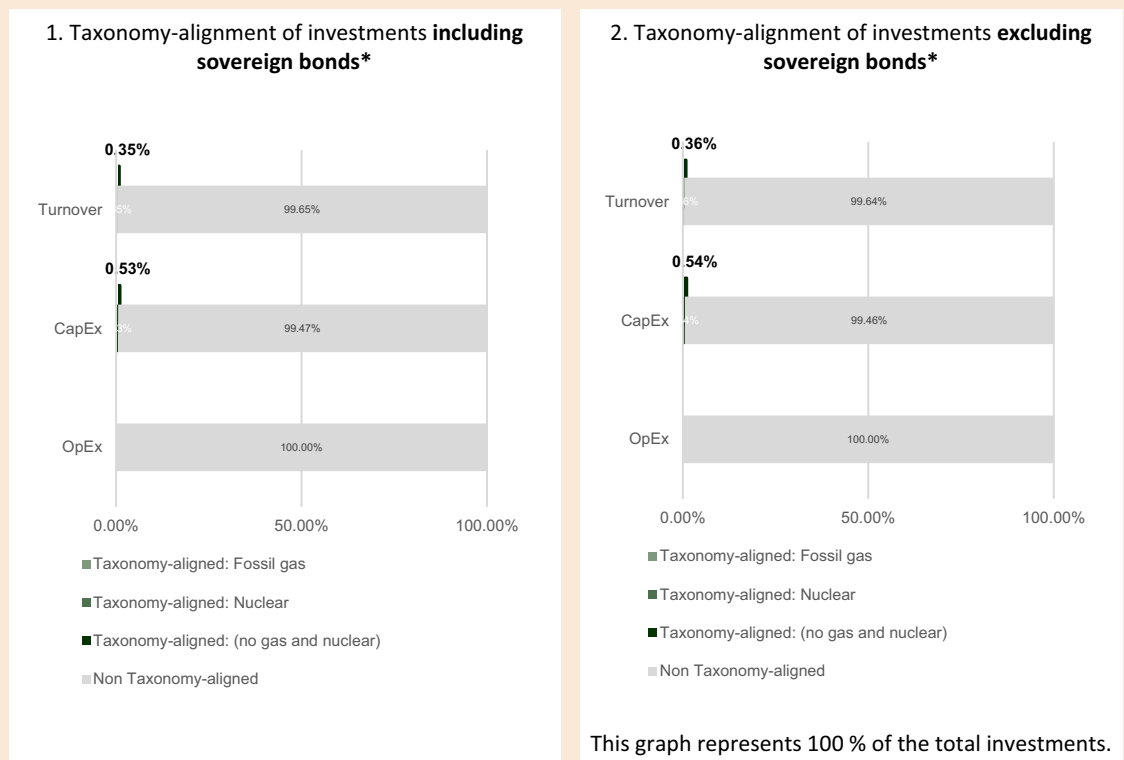 1. Taxonomy-alignment of investments including
sovereign bonds*
0.35%
Turnover
5%
99.65%
0.53%
CapEx
3%
99.47%
OpEx
100.00%
0.00%
50.00%
100.00%
Taxonomy-aligned: Fossil gas
Taxonomy-aligned: Nuclear
Taxonomy-aligned: (no gas and nuclear)
Non Taxonomy-aligned
2. Taxonomy-alignment of investments excluding
sovereign bonds*
0.36%
Turnover
6%
99.64%
0.54%
CapEx
4%
99.46%
OpEx
100.00%
0.00%
50.00%
100.00%
Taxonomy-aligned: Fossil gas
Taxonomy-aligned: Nuclear
Taxonomy-aligned: (no gas and nuclear)
Non Taxonomy-aligned
This graph represents 100 % of the total investments.